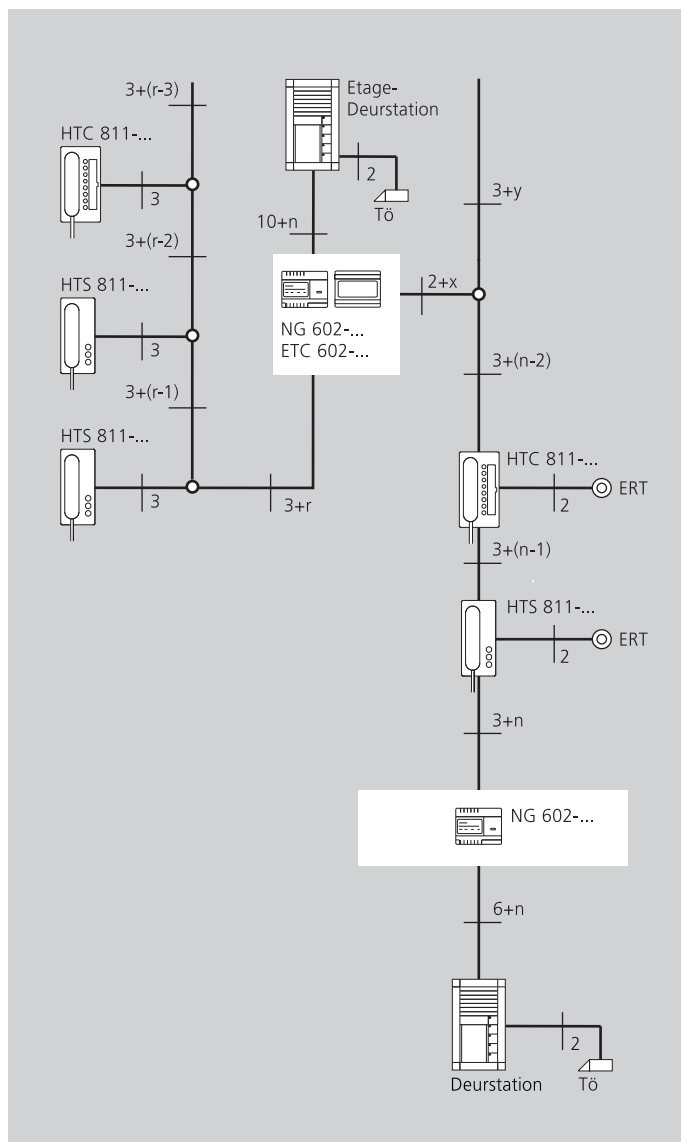 3+(r-3)
HTC 811-...
3
3+(r-2)
HTS 811-...
3
3+(r-1)
HTS 811-...
3
3+r
Etage-
Deurstation
2
Tö
10+n
NG 602-...
ETC 602-...
2+x
3+y
3+(n-2)
HTC 811-...
2
ERT
3+(n-1)
HTS 811-...
2
ERT
3+n
NG 602-...
6+n
2
Deurstation
Tö